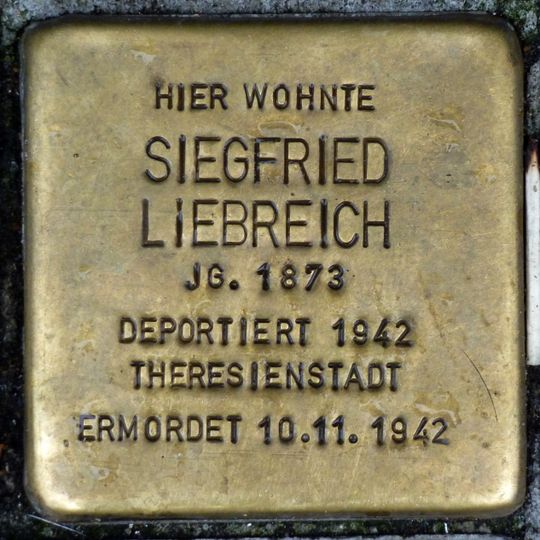 HIER WOHNTE
SIEGFRIED
LIEBREICH
JG. 1873
DEPORTIERT 1942
THERESIENSTADT
ERMORDET 10.11.1942